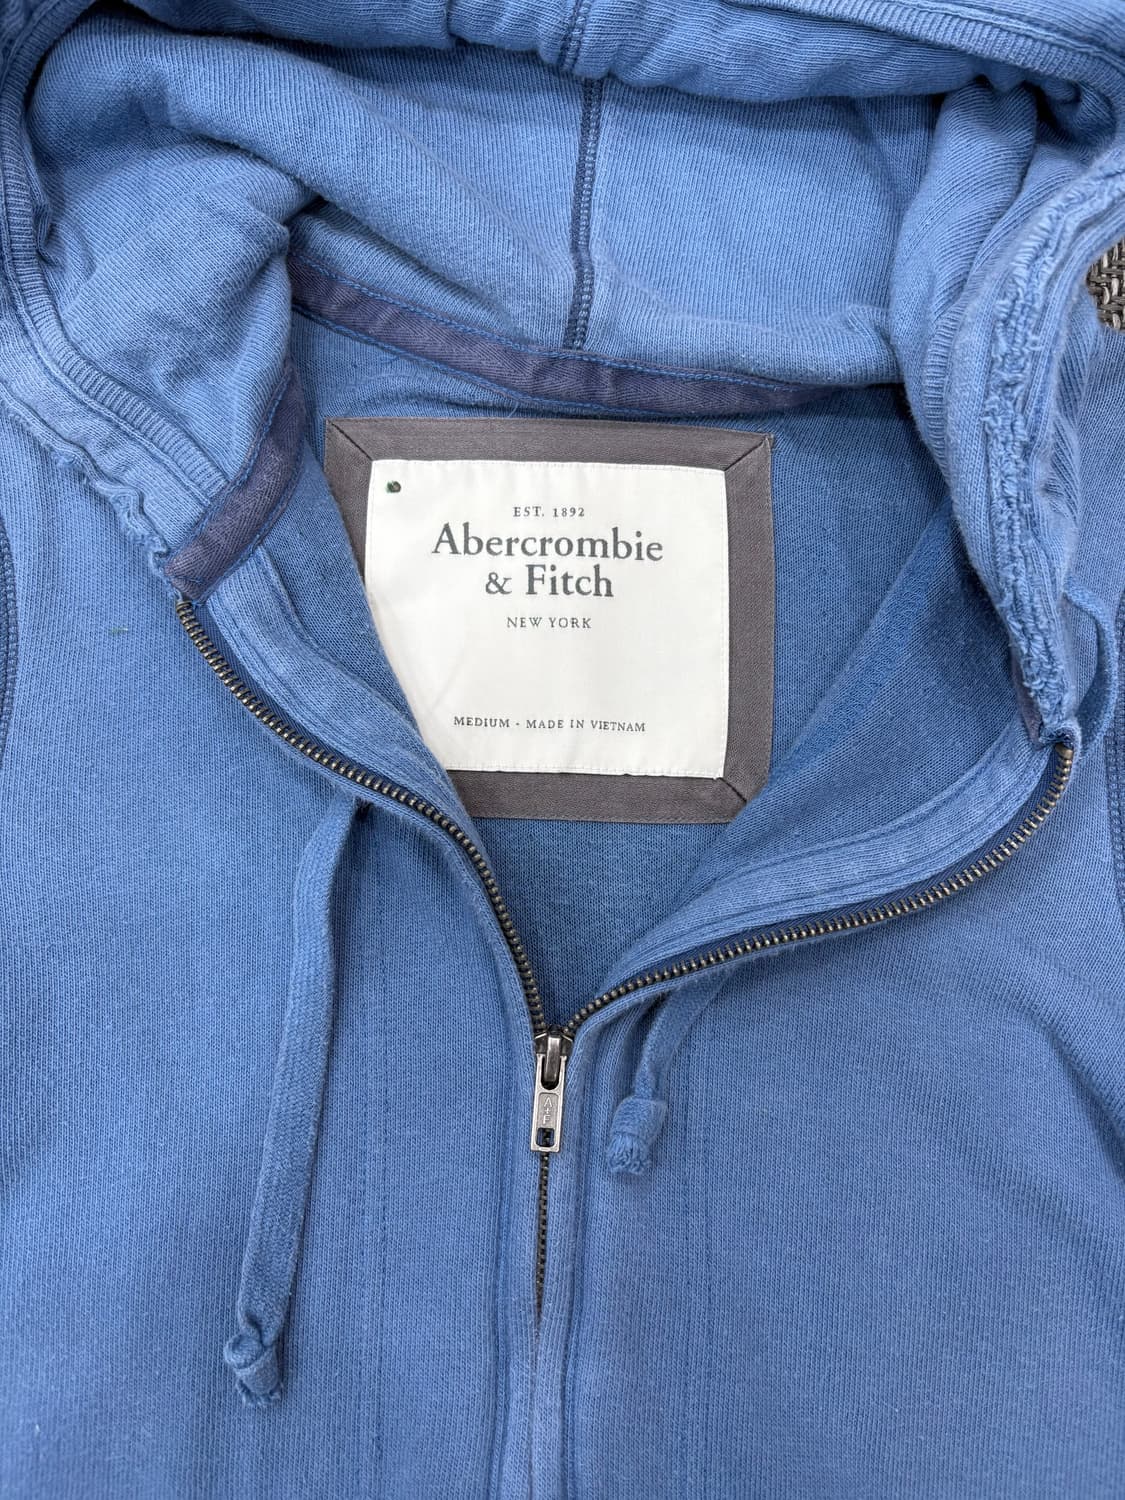 EST. 1892
Abercrombie
& Fitch
NEW YORK
MEDIUM - MADE IN VIETNAM
A+F